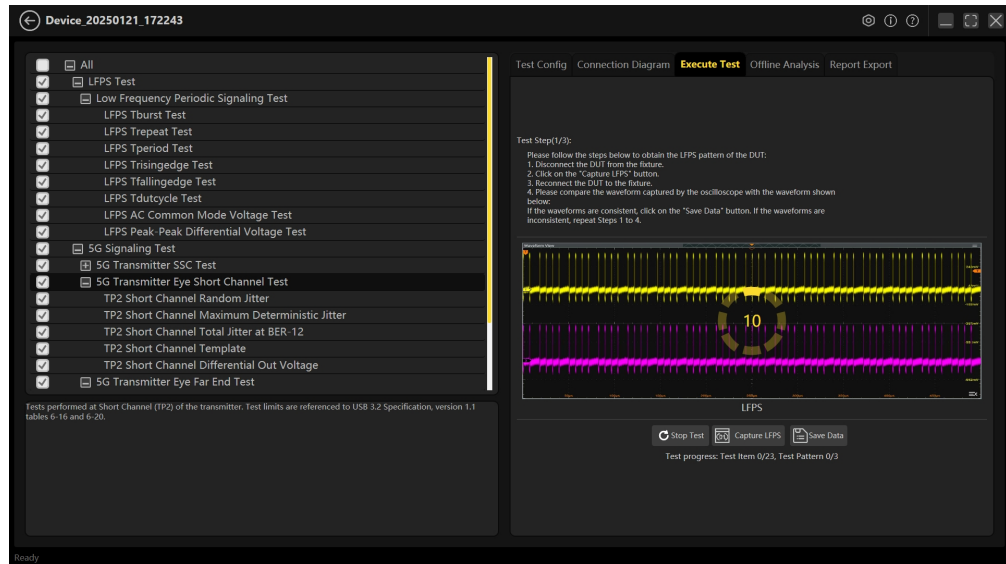 Device_20250121_172243
All
LFPS Test
Low Frequency Periodic Signaling Test
LFPS Tburst Test
LFPS Trepeat Test
LFPS Tperiod Test
LFPS Trisingedge Test
LFPS Tfallingedge Test
LFPS Tdutcycle Test
LFPS AC Common Mode Voltage Test
LFPS Peak-Peak Differential Voltage Test
5G Signaling Test
5G Transmitter SSC Test
5G Transmitter Eye Short Channel Test
TP2 Short Channel Random Jitter
TP2 Short Channel Maximum Deterministic Jitter
TP2 Short Channel Total Jitter at BER-12
TP2 Short Channel Template
TP2 Short Channel Differential Out Voltage
5G Transmitter Eye Far End Test
Tests performed at Short Channel (TP2) of the transmitter. Test limits are referenced to USB 3.2 Specification, version 1.1
tables 6-16 and 6-20.
Test Config Connection Diagram Execute Test Offline Analysis Report Export
Test Step(1/3):
Please follow the steps below to obtain the LFPS pattern of the DUT:
1. Disconnect the DUT from the fixture.
2. Click on the "Capture LFPS" button.
3. Reconnect the DUT to the fixture.
4. Please compare the waveform captured by the oscilloscope with the waveform shown
below:
If the waveforms are consistent, click on the "Save Data" button. If the waveforms are
inconsistent, repeat Steps 1 to 4.
Waveform View
10
LFPS
Stop Test Capture LFPS Save Data
Test progress: Test Item 0/23, Test Pattern 0/3
Ready